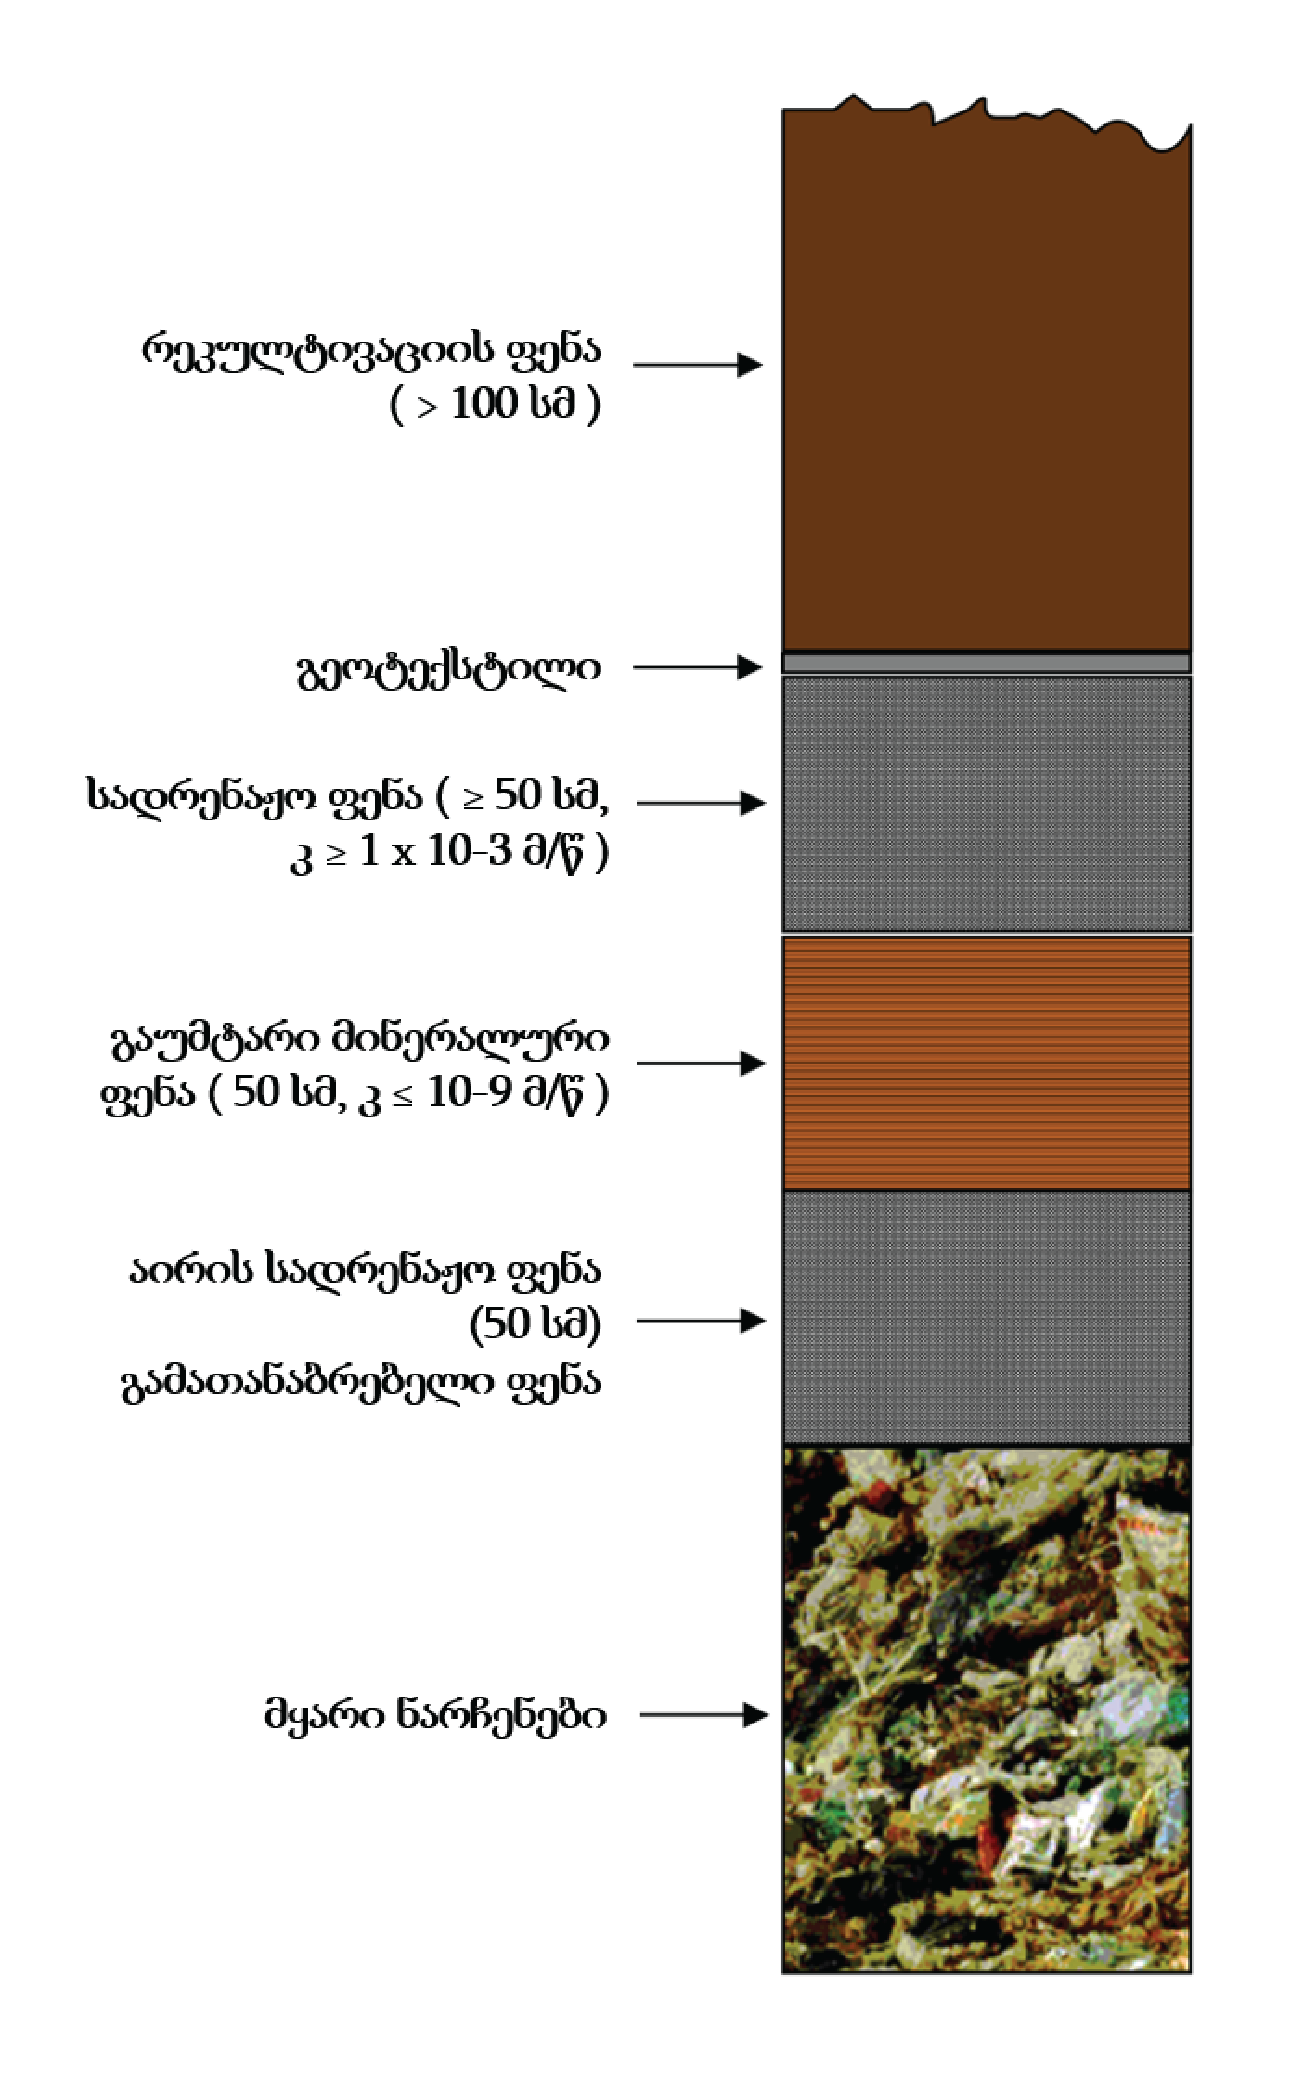 რეკულტივაციის ფენა
( > 100 სმ )
გეოტექსტილი
სადრენაჟო ფენა ( ≥ 50 სმ,
კ ≥ 1 x 10-3 მ/წ )
გაუმტარი მინერალური
ფენა ( 50 სმ, კ ≤ 10-9 მ/წ )
აირის სადრენაჟო ფენა
(50 სმ)
გამათანაბრებელი ფენა
მყარი ნარჩენები